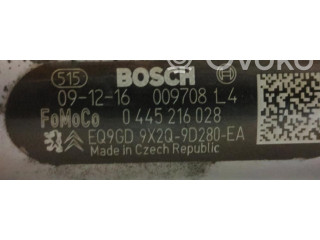 Ovoko
515 BOSCH
09-12-16 009708 L4
FoMoCo 0 445 216 028
EQ9GD 9X2Q-9D280-EA
Made in Czech Republic